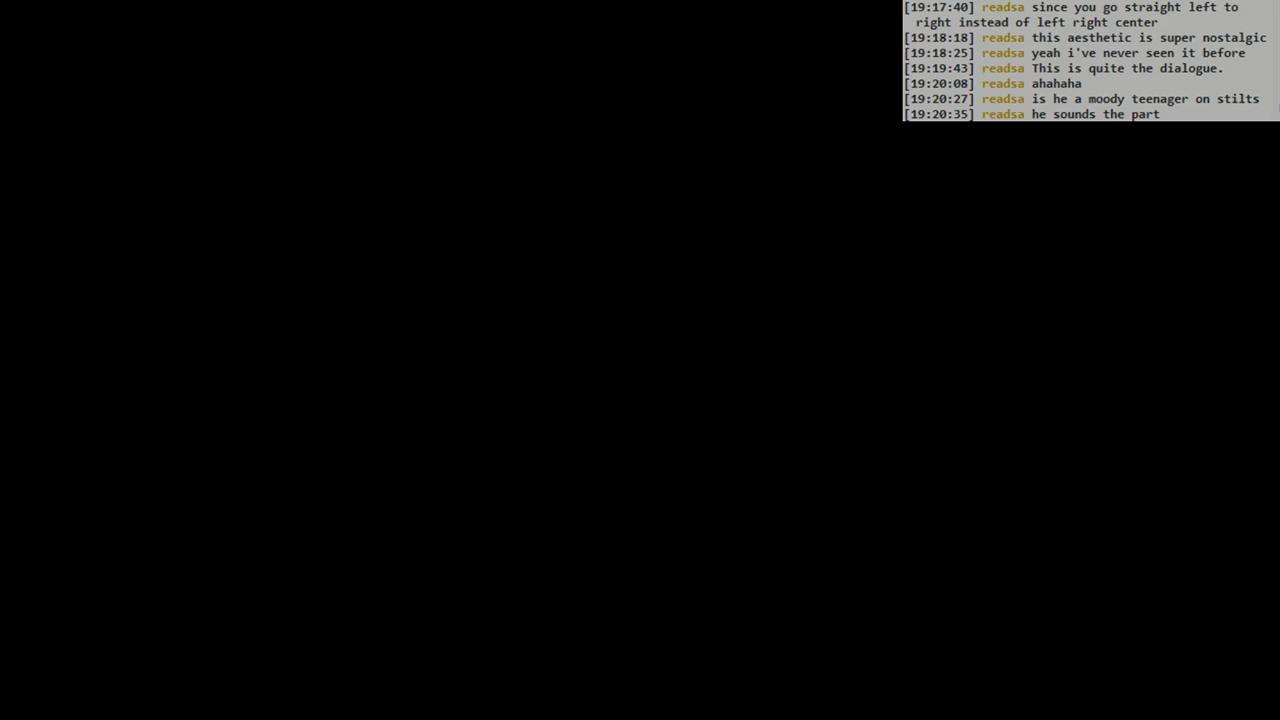 [19:17:40] readsa since you go straight left to
right instead of left right center
[19:18:18] readsa this aesthetic is super nostalgic
[19:18:25] readsa yeah i've never seen it before
[19:19:43] readsa This is quite the dialogue.
[19:20:08] readsa ahahaha
[19:20:27] readsa is he a moody teenager on stilts
[19:20:35] readsa he sounds the part